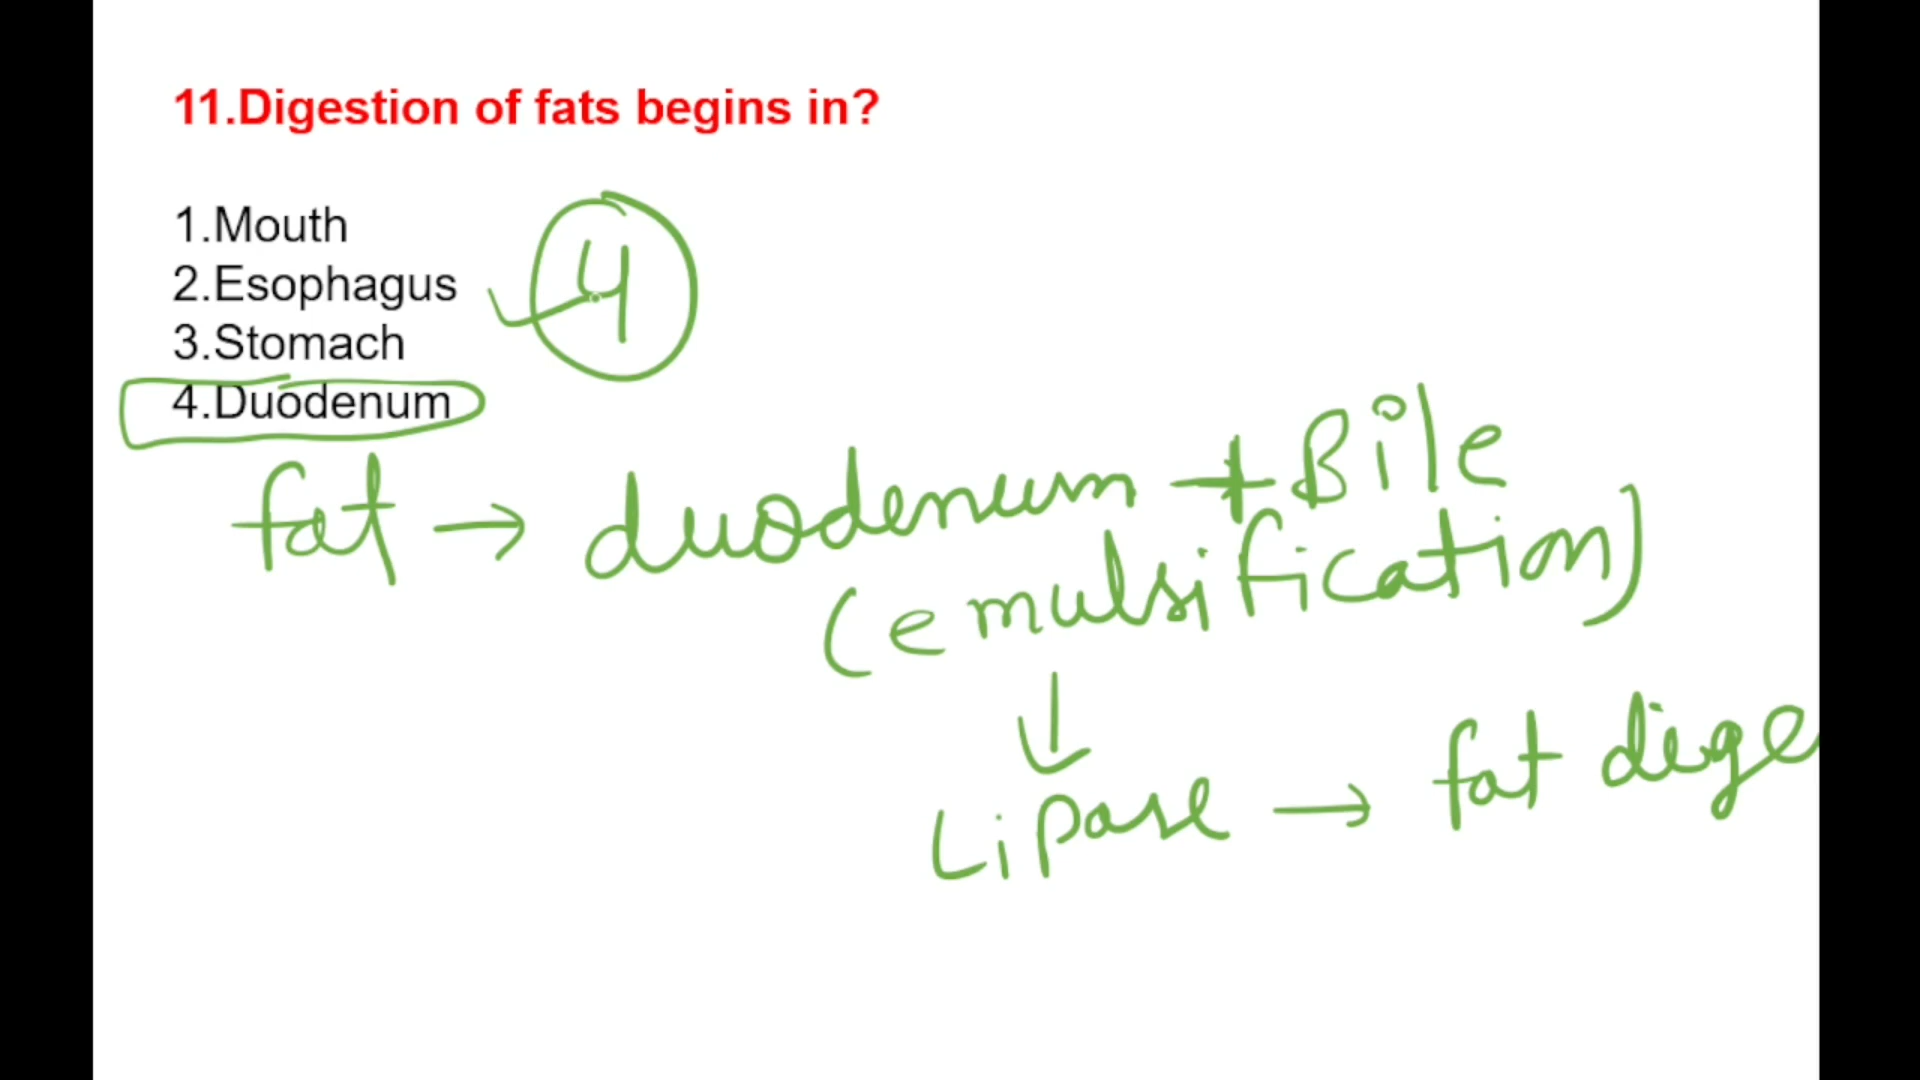 11.Digestion of fats begins in?
1.Mouth
2.Esophagus
3.Stomach
4.Duodenum
4
fat → duodenum + Bile
(emulsification)
↓
Lipase → fat dige